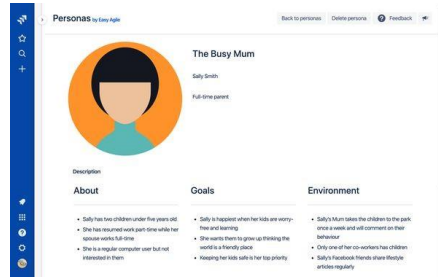 Personas by Easy Agile
Back to personas
Delete persona
Feedback
The Busy Mum
Sally Smith
Full-time parent
Description
About
• Sally has two children under five years old
• She has resumed work part-time while her
spouse works full-time
• She is a regular computer user but not
interested in them
Goals
• Sally is happiest when her kids are worry-
free and learning
• She wants them to grow up thinking the
world is a friendly place
• Keeping her kids safe is her top priority
Environment
• Sally's Mum takes the children to the park
once a week and will comment on their
behaviour
• Only one of her co-workers has children
• Sally's Facebook friends share lifestyle
articles regularly